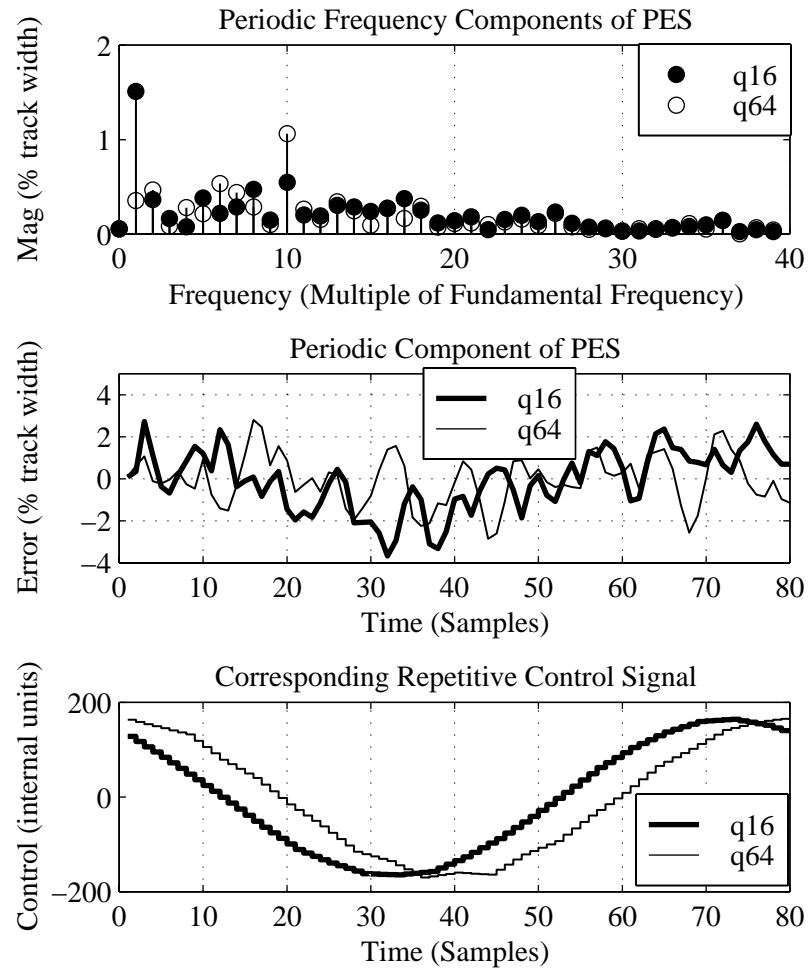 Periodic Frequency Components of PES
2
1
0
Mag (% track width)
q16
q64
0 10 20 30 40
Frequency (Multiple of Fundamental Frequency)
Periodic Component of PES
4
2
0
−2
−4
Error (% track width)
q16
q64
0 10 20 30 40 50 60 70 80
Time (Samples)
Corresponding Repetitive Control Signal
200
0
−200
Control (internal units)
q16
q64
0 10 20 30 40 50 60 70 80
Time (Samples)